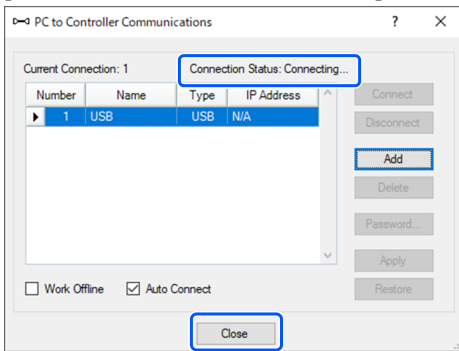 PC to Controller Communications
Current Connection: 1 Connection Status: Connecting...
Number Name Type IP Address
1 USB USB N/A
Connect
Disconnect
Add
Delete
Password...
Apply
Restore
Work Offline Auto Connect
Close